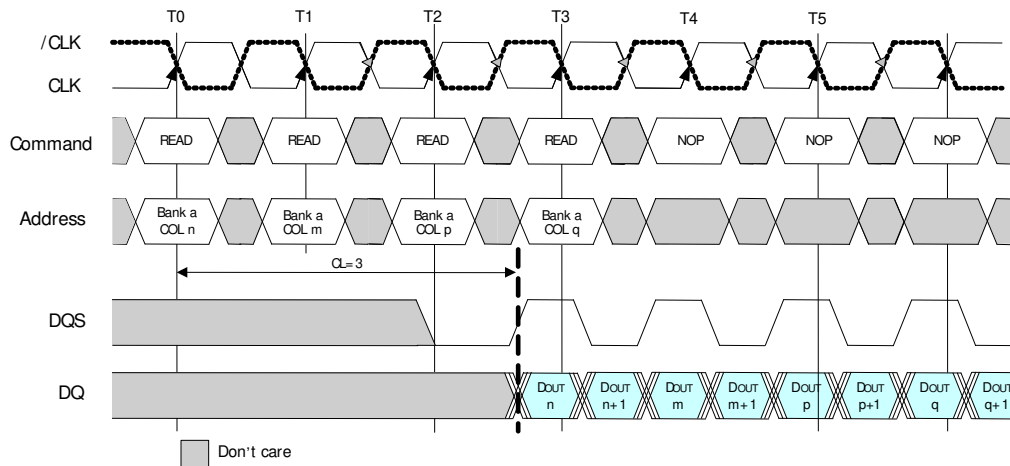 T0 T1 T2 T3 T4 T5
/CLK
CLK
Command READ READ READ READ NOP NOP NOP
Address Bank a COL n Bank a COL m Bank a COL p Bank a COL q
CL= 3
DQS
DQ DOUT n DOUT n+1 DOUT m DOUT m+1 DOUT p DOUT p+1 DOUT q DOUT q+1
Don't care